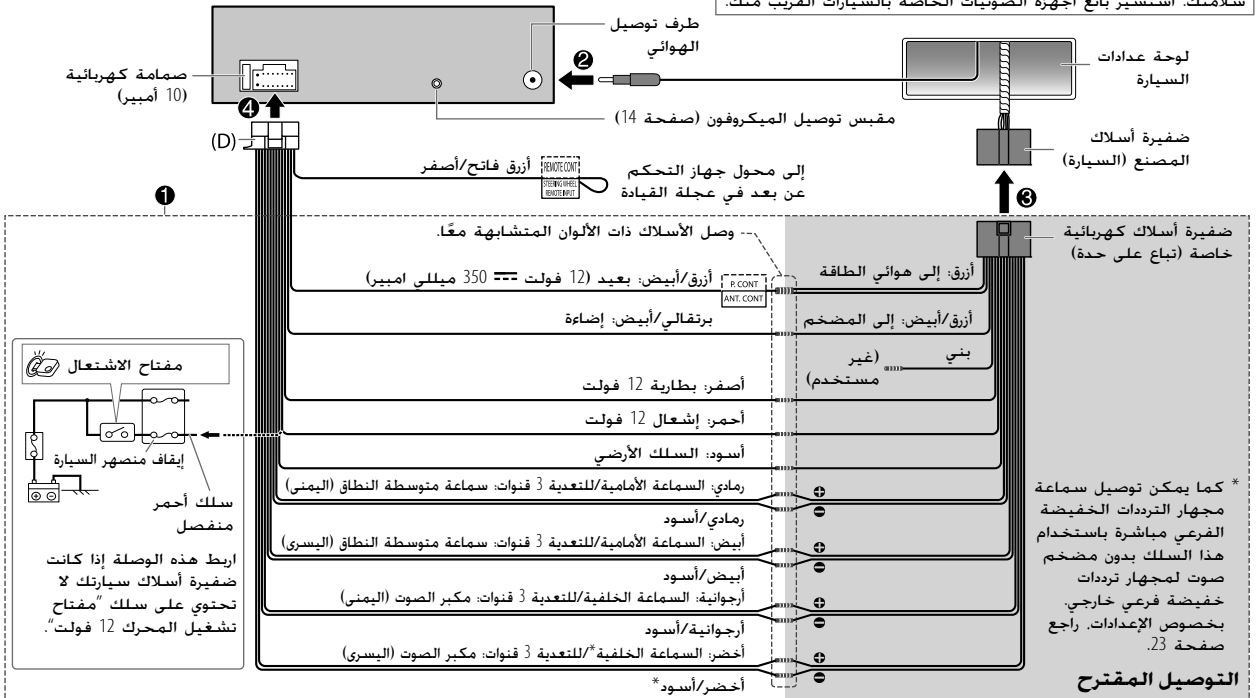 سلامتك. استشير بائع أجهزة الصوتيات الخاصة بالسيارات القريب منك.
طرف توصيل
الهوائي
لوحة عدادات
السيارة
صمامة كهربائية
(10 أمبير)
2
4
مقبس توصيل الميكروفون (صفحة 14)
ضفيرة أسلاك
المصنع (السيارة)
(D)
أزرق فاتح/أصفر
REMOTE CONT
STEERING WHEEL
REMOTE INPUT
إلى محول جهاز التحكم
عن بعد في عجلة القيادة
3
1
وصل الأسلاك ذات الألوان المتشابهة معًا.
ضفيرة أسلاك كهربائية
خاصة (تباع على حدة)
أزرق: إلى هوائي الطاقة
أزرق/أبيض: بعيد (12 فولت ⎓ 350 ميللي امبير)
P. CONT
ANT. CONT
أزرق/أبيض: إلى المضخم
برتقالي/أبيض: إضاءة
بني
(غير
مستخدم)
أصفر: بطارية 12 فولت
أحمر: إشعال 12 فولت
أسود: السلك الأرضي
رمادي: السماعة الأمامية/للتعدية 3 قنوات: سماعة متوسطة النطاق (اليمنى)
رمادي/أسود
أبيض: السماعة الأمامية/للتعدية 3 قنوات: سماعة متوسطة النطاق (اليسرى)
أبيض/أسود
أرجوانية: السماعة الخلفية/للتعدية 3 قنوات: مكبر الصوت (اليمنى)
أرجوانية/أسود
أخضر: السماعة الخلفية*/للتعدية 3 قنوات: مكبر الصوت (اليسرى)
أخضر/أسود*
مفتاح الاشتعال
إيقاف منصهر السيارة
سلك أحمر
منفصل
اربط هذه الوصلة إذا كانت
ضفيرة أسلاك سيارتك لا
تحتوي على سلك "مفتاح
تشغيل المحرك 12 فولت".
* كما يمكن توصيل سماعة
مجهار الترددات الخفيضة
الفرعي مباشرة باستخدام
هذا السلك بدون مضخم
صوت لمجهار ترددات
خفيضة فرعي خارجي.
بخصوص الإعدادات، راجع
صفحة 23.
التوصيل المقترح